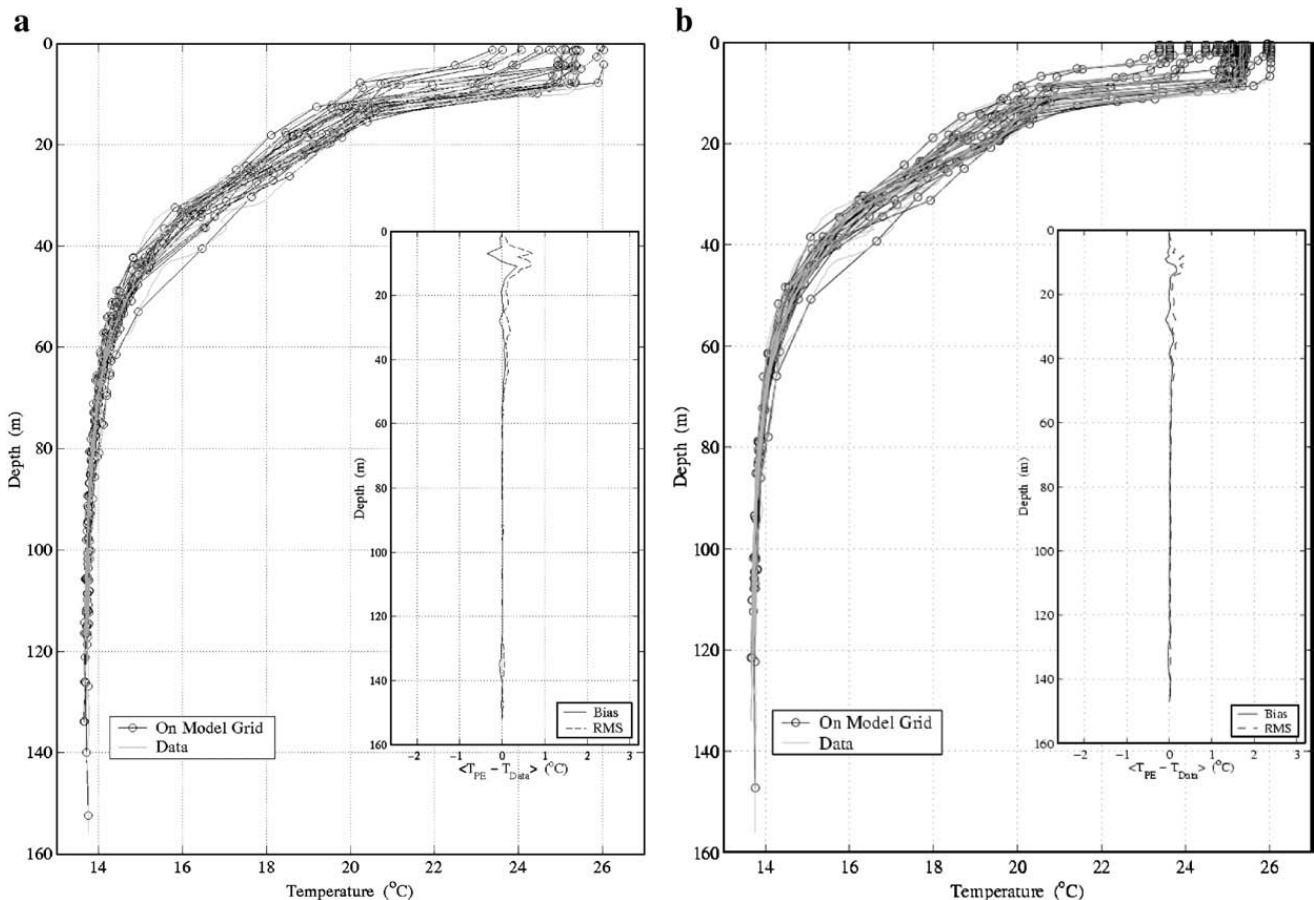 a
0
20
40
60
80
100
120
140
160
Depth (m)
14 16 18 20 22 24 26
Temperature (°C)
On Model Grid
Data
0
20
40
60
80
100
120
140
160
Depth (m)
−2 −1 0 1 2 3
<T_PE − T_Data> (°C)
Bias
RMS
b
0
20
40
60
80
100
120
140
160
Depth (m)
14 16 18 20 22 24 26
Temperature (°C)
On Model Grid
Data
0
20
40
60
80
100
120
140
160
Depth (m)
−2 −1 0 1 2 3
<T_PE − T_Data> (°C)
Bias
RMS